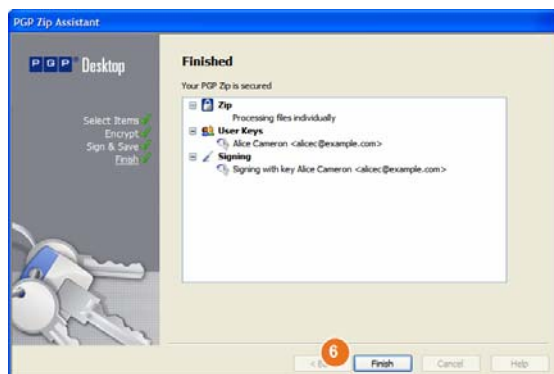 PGP Zip Assistant
PGP Desktop
Finished
Your PGP Zip is secured
Select Items
Encrypt
Sign & Save
Finish
Zip
Processing files individually
User Keys
Alice Cameron <alicec@example.com>
Signing
Signing with key Alice Cameron <alicec@example.com>
6
Finish
Cancel
Help